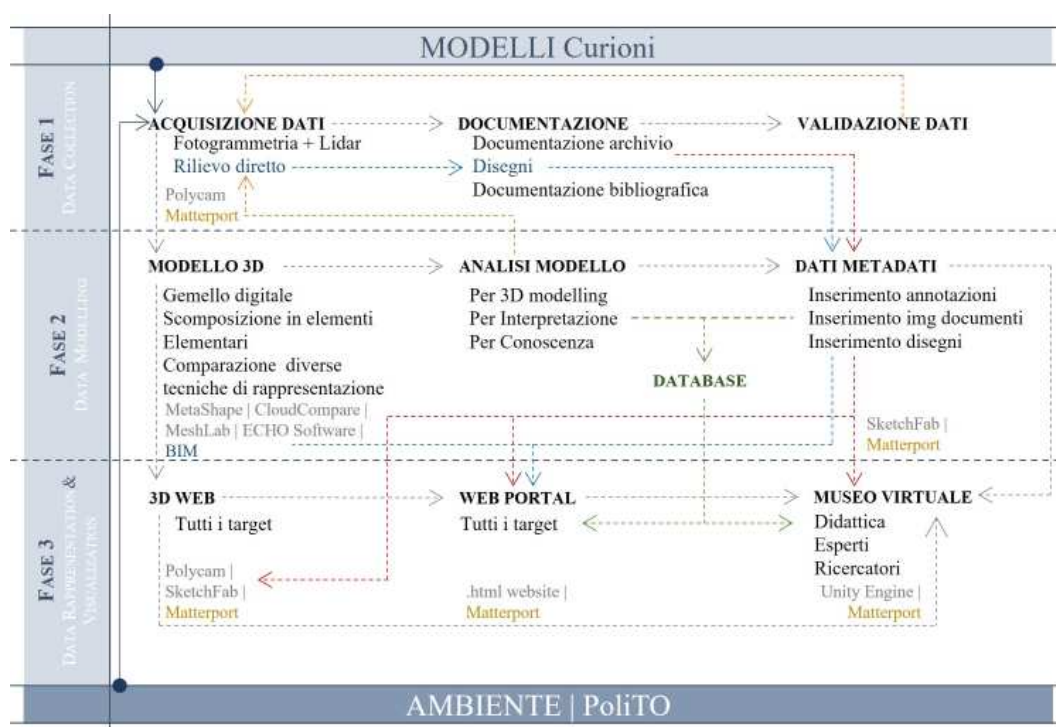 MODELLI Curioni
FASE 1
DATA COLLECTION
ACQUISIZIONE DATI
Fotogrammetria + Lidar
Rilievo diretto
Polycam
Matterport
DOCUMENTAZIONE
Documentazione archivio
Disegni
Documentazione bibliografica
VALIDAZIONE DATI
FASE 2
DATA MODELLING
MODELLO 3D
Gemello digitale
Scomposizione in elementi
Elementari
Comparazione diverse
tecniche di rappresentazione
MetaShape | CloudCompare |
MeshLab | ECHO Software |
BIM
ANALISI MODELLO
Per 3D modelling
Per Interpretazione
Per Conoscenza
DATABASE
DATI METADATI
Inserimento annotazioni
Inserimento img documenti
Inserimento disegni
SketchFab |
Matterport
FASE 3
DATA RAPPRESENTATION &
VISUALIZATION
3D WEB
Tutti i target
Polycam |
SketchFab |
Matterport
WEB PORTAL
Tutti i target
.html website |
Matterport
MUSEO VIRTUALE
Didattica
Esperti
Ricercatori
Unity Engine |
Matterport
AMBIENTE | PoliTO